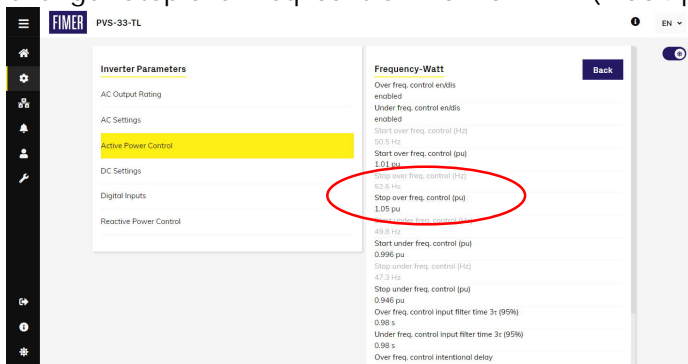 FIMER PVS-33-TL EN
Inverter Parameters
AC Output Rating
AC Settings
Active Power Control
DC Settings
Digital Inputs
Reactive Power Control
Frequency-Watt
Back
Over freq. control en/dis
enabled
Under freq. control en/dis
enabled
Start over freq. control (Hz)
50.5 Hz
Start over freq. control (pu)
1.01 pu
Stop over freq. control (Hz)
52.5 Hz
Stop over freq. control (pu)
1.05 pu
Start under freq. control (Hz)
49.8 Hz
Start under freq. control (pu)
0.996 pu
Stop under freq. control (Hz)
47.3 Hz
Stop under freq. control (pu)
0.946 pu
Over freq. control input filter time 3τ (95%)
0.98 s
Under freq. control input filter time 3τ (95%)
0.98 s
Over freq. control intentional delay